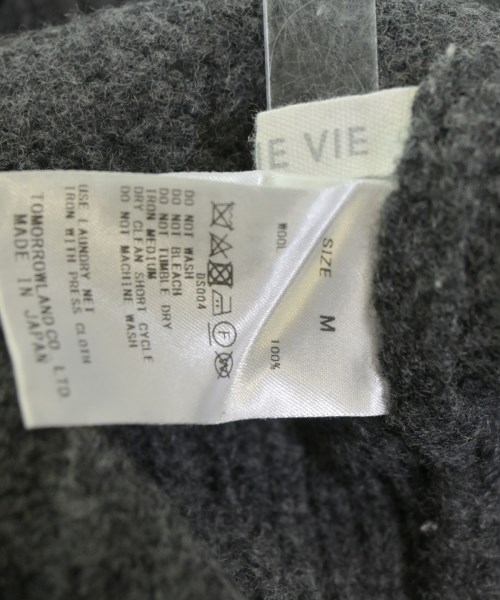 E VIE
SIZE M
WOOL 100%
DS004
DO NOT WASH
DO NOT BLEACH
DO NOT TUMBLE DRY
IRON MEDIUM
DRY CLEAN SHORT CYCLE
DO NOT MACHINE WASH
USE LAUNDRY NET
IRON WITH PRESS CLOTH
TOMORROWLAND CO., LTD.
MADE IN JAPAN